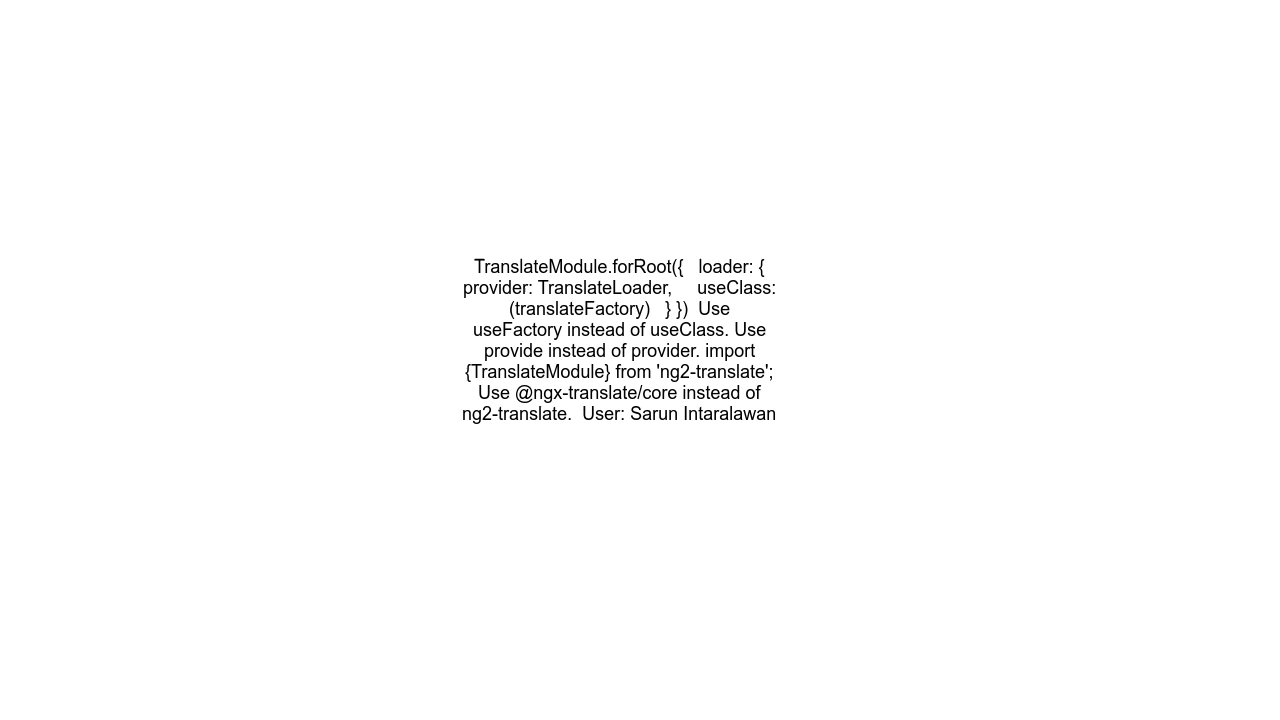 TranslateModule.forRoot({   loader: {
provider: TranslateLoader,     useClass:
(translateFactory)   } })  Use
useFactory instead of useClass. Use
provide instead of provider. import
{TranslateModule} from 'ng2-translate';
Use @ngx-translate/core instead of
ng2-translate.  User: Sarun Intaralawan